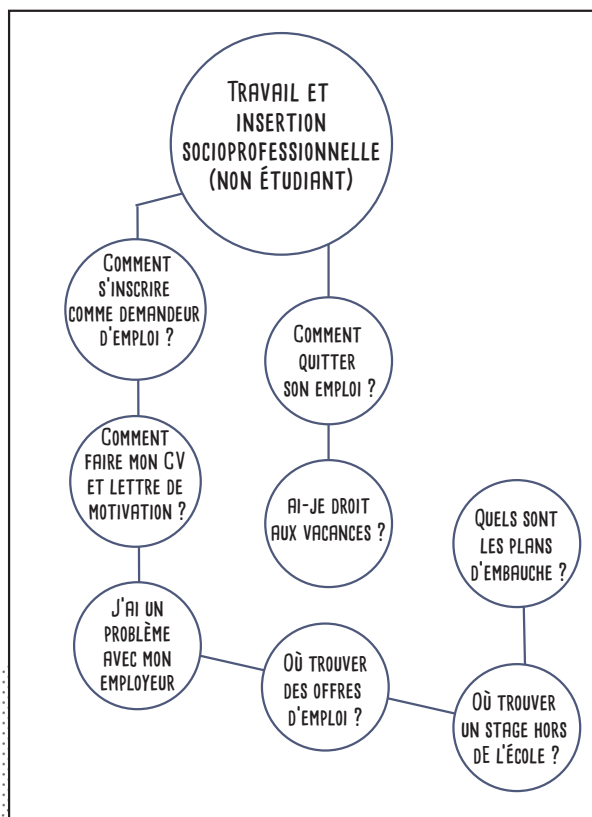 TRAVAIL ET
INSERTION
SOCIOPROFESSIONNELLE
(NON ÉTUDIANT)
COMMENT
S'INSCRIRE
COMME DEMANDEUR
D'EMPLOI ?
COMMENT
QUITTER
SON EMPLOI ?
COMMENT
FAIRE MON CV
ET LETTRE DE
MOTIVATION ?
AI-JE DROIT
AUX VACANCES ?
QUELS SONT
LES PLANS
D'EMBAUCHE ?
J'AI UN
PROBLÈME
AVEC MON
EMPLOYEUR
OÙ TROUVER
DES OFFRES
D'EMPLOI ?
OÙ TROUVER
UN STAGE HORS
DE L'ÉCOLE ?